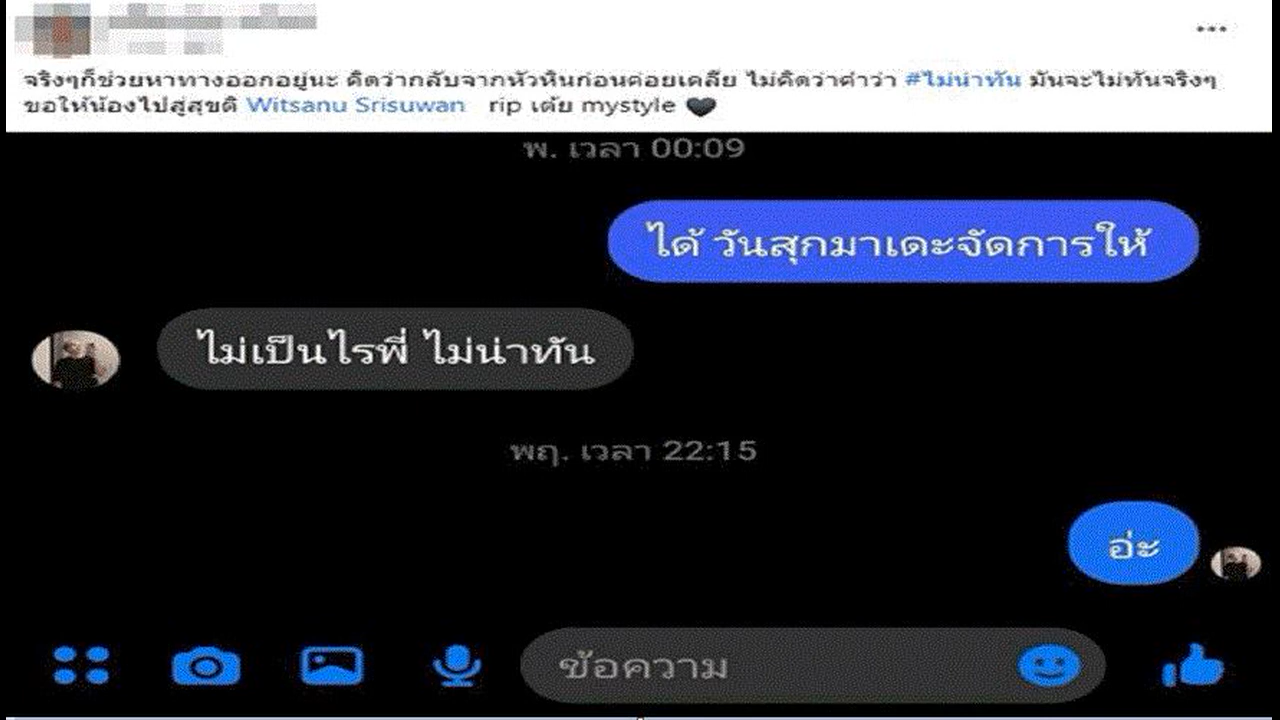 จริงๆก็ช่วยหาทางออกอยู่นะ คิดว่ากลับจากหัวหินก่อนค่อยเคลีย ไม่คิดว่าคำว่า #ไม่น่าทัน มันจะไม่ทันจริงๆ
ขอให้น้องไปสู่สุขติ Witsanu Srisuwan rip เต้ย mystyle 🖤
พ. เวลา 00:09
ได้ วันสุกมาเดะจัดการให้
ไม่เป็นไรพี่ ไม่น่าทัน
พฤ. เวลา 22:15
อ่ะ
ข้อความ